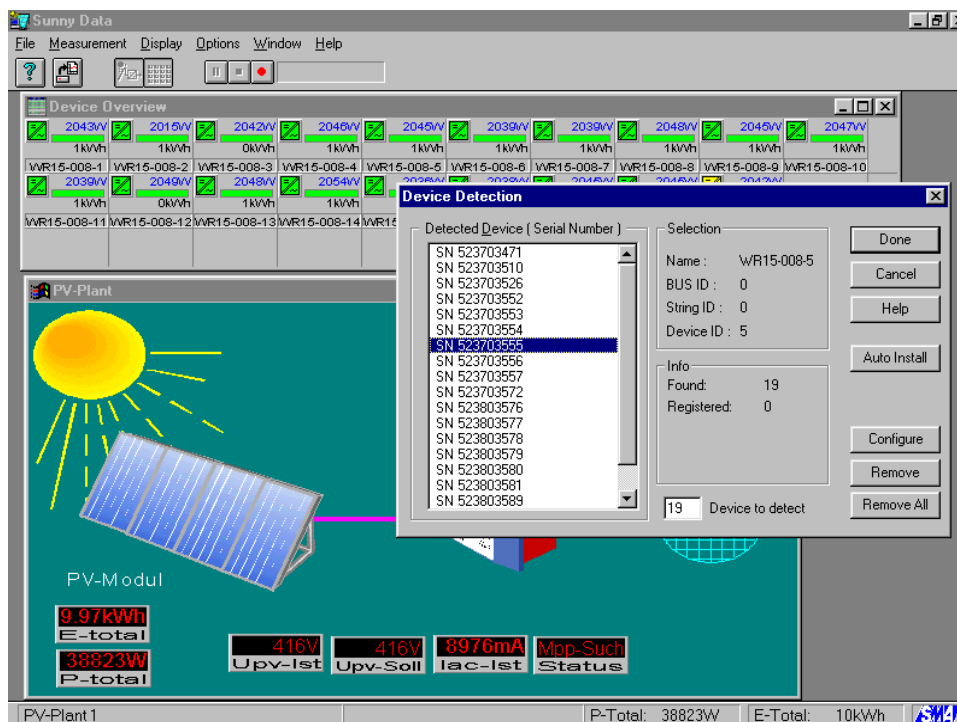 Sunny Data
File Measurement Display Options Window Help
Device Overview
2043W 2015W 2042W 2046W 2045W 2039W 2039W 2048W 2045W 2047W
1kWh 1kWh 0kWh 1kWh 1kWh 1kWh 1kWh 1kWh 1kWh 1kWh
WR15-008-1 WR15-008-2 WR15-008-3 WR15-008-4 WR15-008-5 WR15-008-6 WR15-008-7 WR15-008-8 WR15-008-9 WR15-008-10
2039W 2049W 2048W 2054W
1kWh 0kWh 1kWh 1kWh
WR15-008-11 WR15-008-12 WR15-008-13 WR15-008-14 WR15
Device Detection
Detected Device ( Serial Number )
SN 523703471
SN 523703510
SN 523703526
SN 523703552
SN 523703553
SN 523703554
SN 523703555
SN 523703556
SN 523703557
SN 523703572
SN 523803576
SN 523803577
SN 523803578
SN 523803579
SN 523803580
SN 523803581
SN 523803589
Selection
Name : WR15-008-5
BUS ID : 0
String ID : 0
Device ID : 5
Info
Found: 19
Registered: 0
19 Device to detect
Done
Cancel
Help
Auto Install
Configure
Remove
Remove All
PV-Plant
PV-Modul
9.97kWh
E-total
38823W
P-total
416V
Upv-Ist
416V
Upv-Soll
8976mA
Iac-Ist
Mpp-Such
Status
PV-Plant 1 P-Total: 38823W E-Total: 10kWh SMA